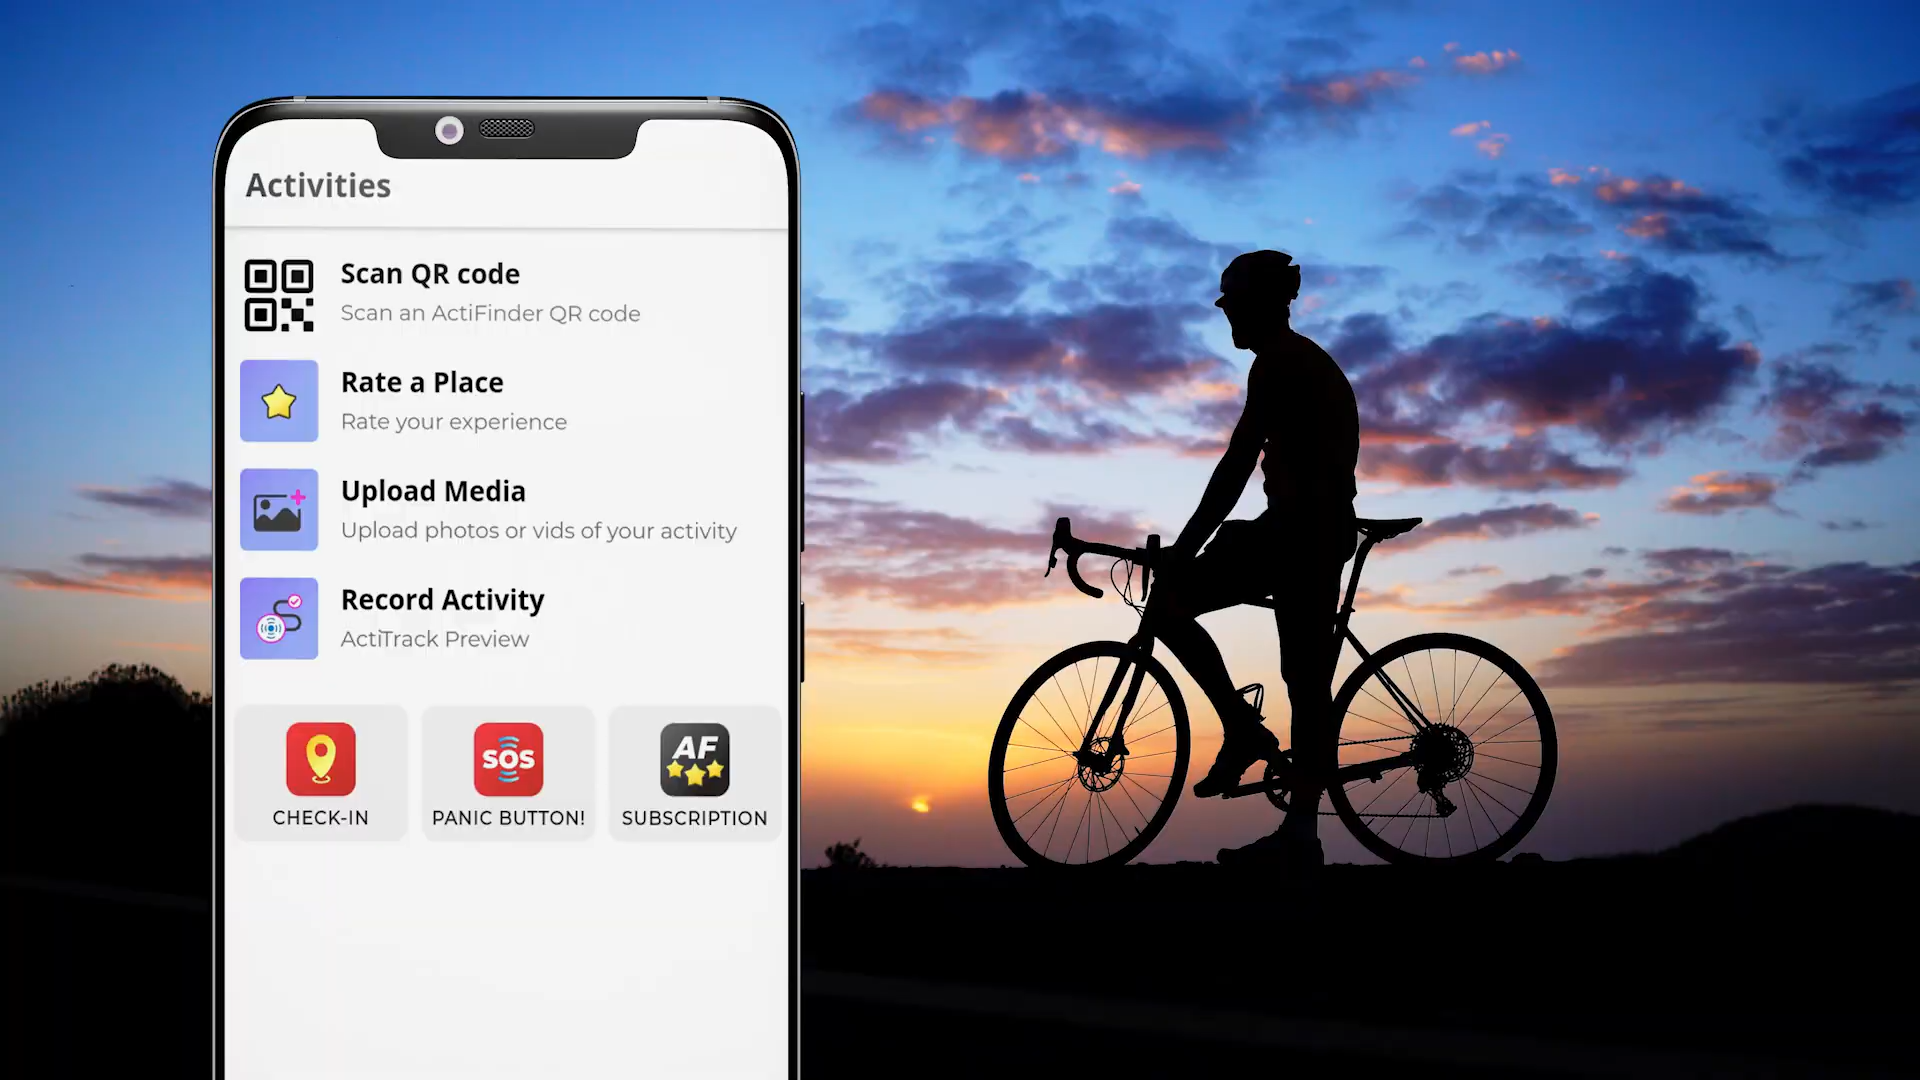 Activities
Scan QR code
Scan an ActiFinder QR code
Rate a Place
Rate your experience
Upload Media
Upload photos or vids of your activity
Record Activity
ActiTrack Preview
SOS
AF
CHECK-IN
PANIC BUTTON!
SUBSCRIPTION